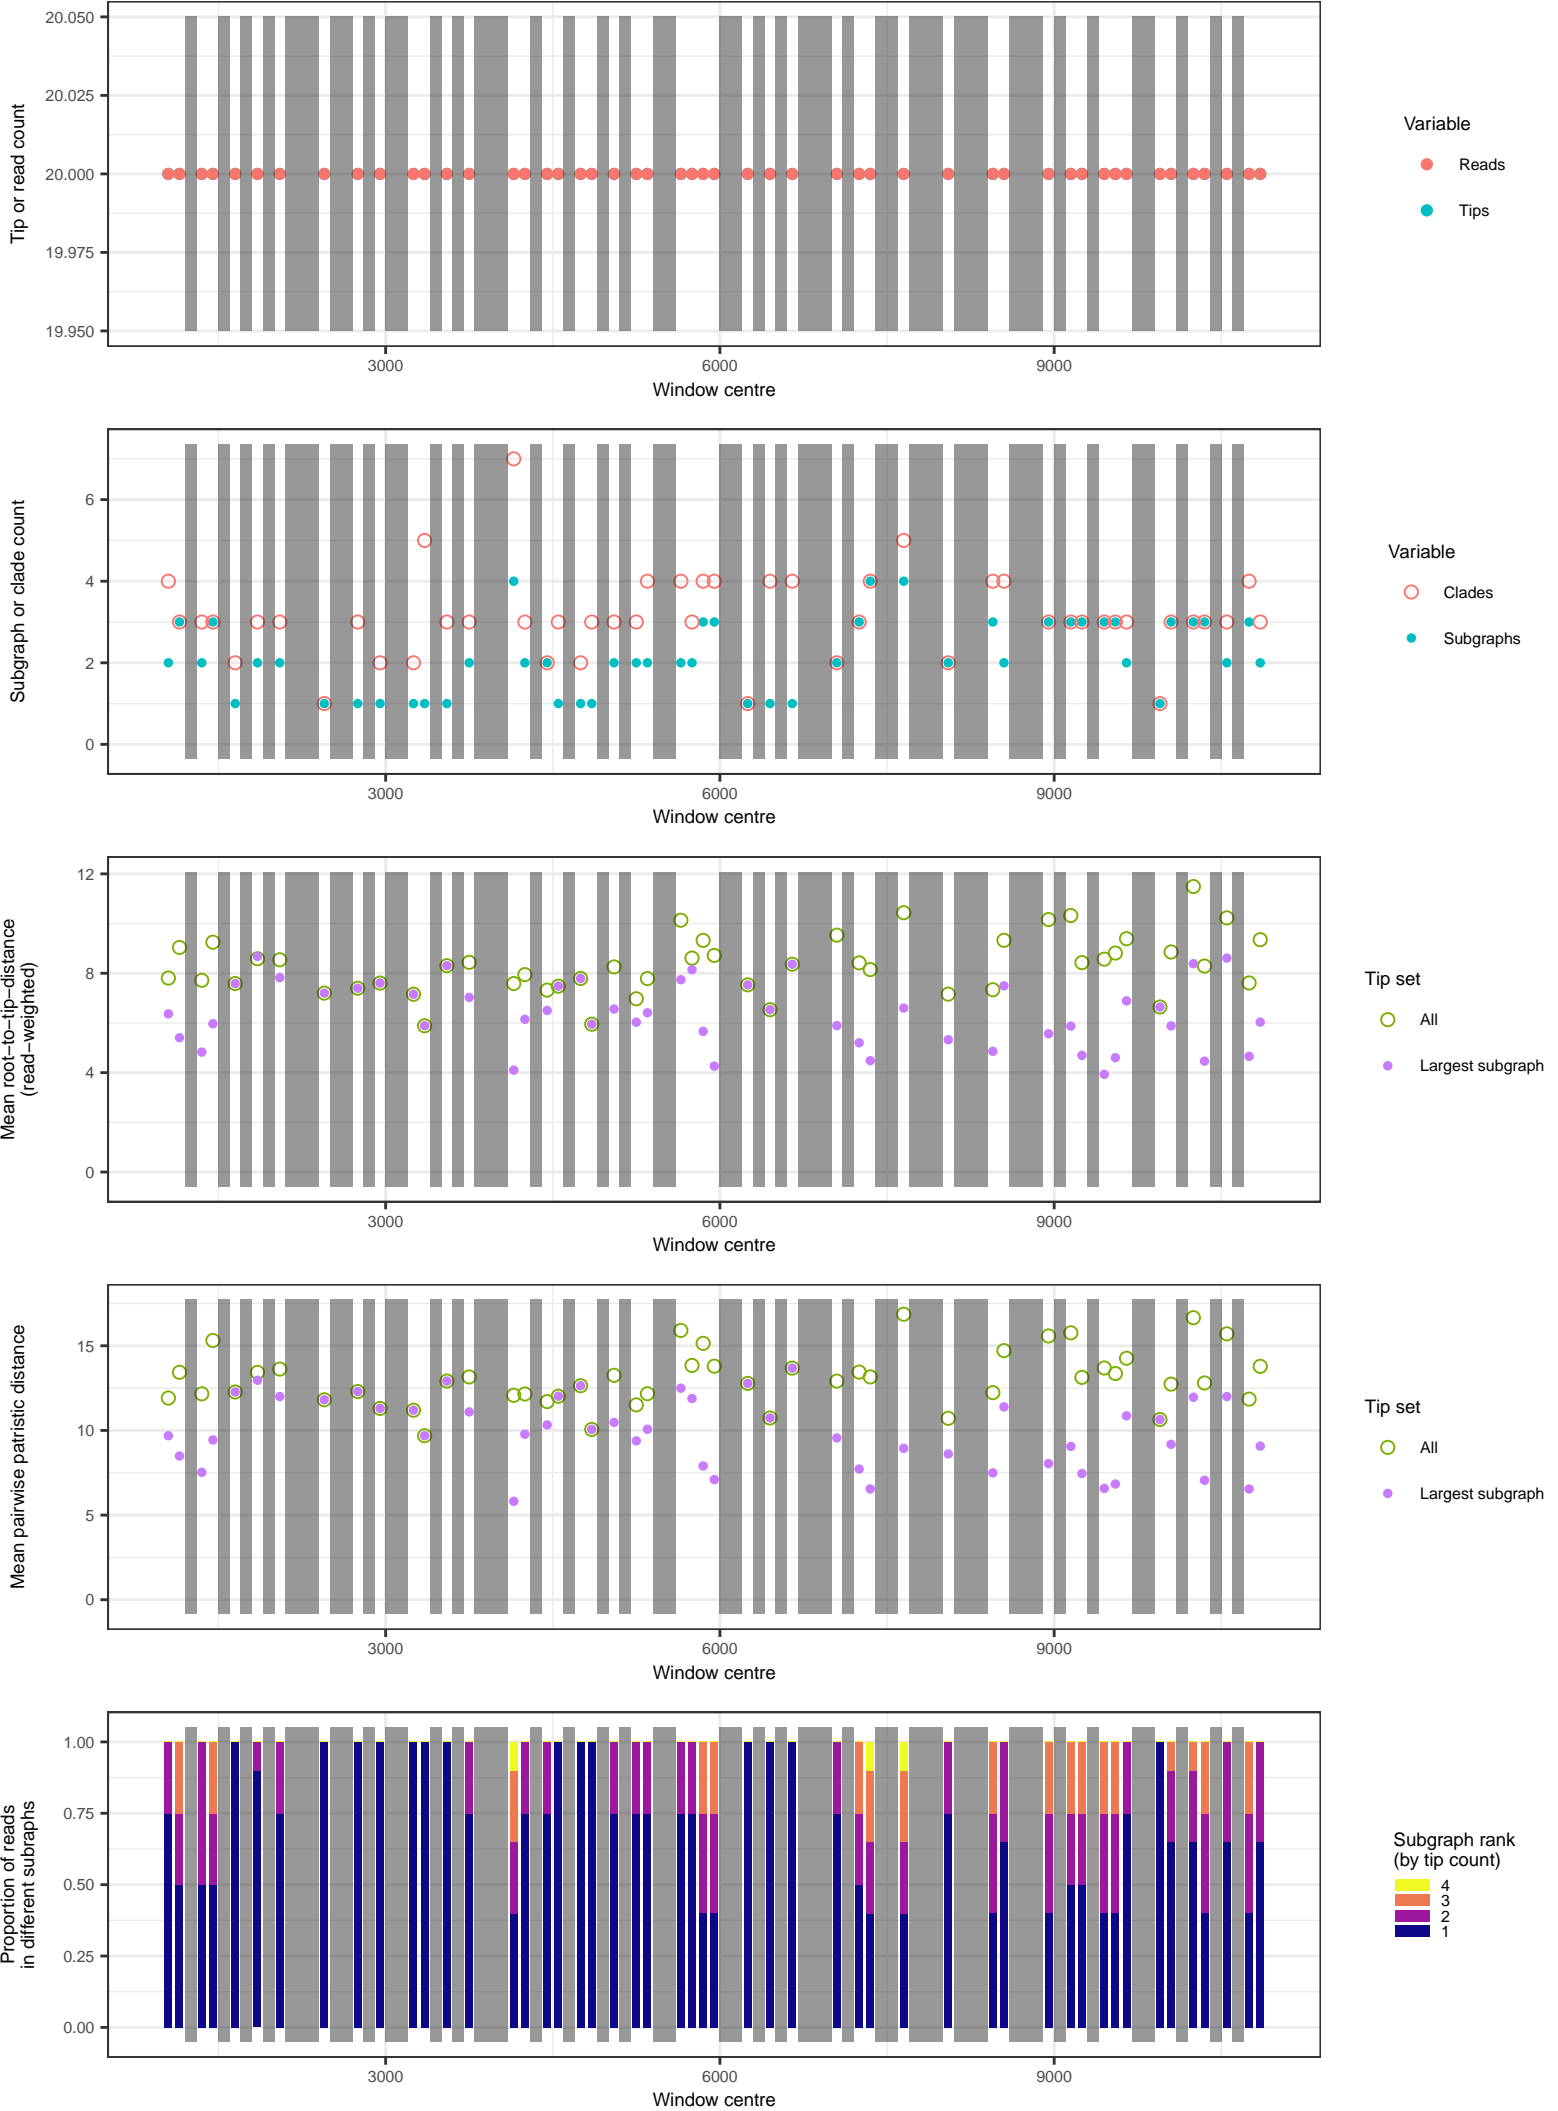 20.050
20.025
20.000
19.975
19.950
Tip or read count
3000
6000
9000
Window centre
Variable
Reads
Tips
6
4
2
0
Subgraph or clade count
3000
6000
9000
Window centre
Variable
Clades
Subgraphs
12
8
4
0
Mean root−to−tip−distance
(read−weighted)
3000
6000
9000
Window centre
Tip set
All
Largest subgraph
15
10
5
0
Mean pairwise patristic distance
3000
6000
9000
Window centre
Tip set
All
Largest subgraph
1.00
0.75
0.50
0.25
0.00
Proportion of reads
in different subraphs
3000
6000
9000
Window centre
Subgraph rank
(by tip count)
4
3
2
1